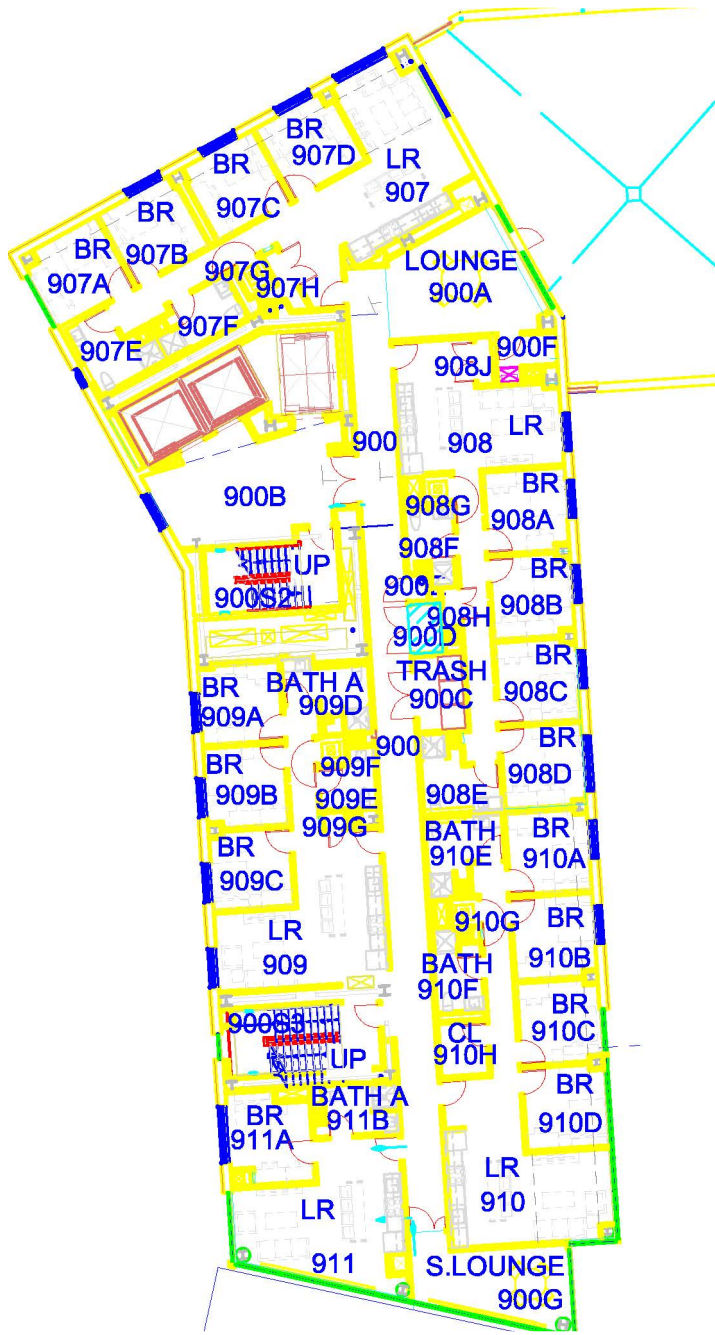 BR
907D
LR
907
BR
907C
BR
907B
BR
907A
907G
907H
907F
907E
LOUNGE
900A
900F
908J
LR
908
900
900B
BR
908A
908G
908F
UP
900S2
BR
908B
908H
900D
TRASH
900C
BR
908C
BATH A
909D
BR
909A
900
BR
908D
909F
909E
909G
BR
909B
908E
BATH
910E
BR
910A
BR
909C
910G
BR
910B
LR
909
BATH
910F
BR
910C
900S3
UP
CL
910H
BR
910D
BATH A
911B
BR
911A
LR
910
LR
911
S.LOUNGE
900G